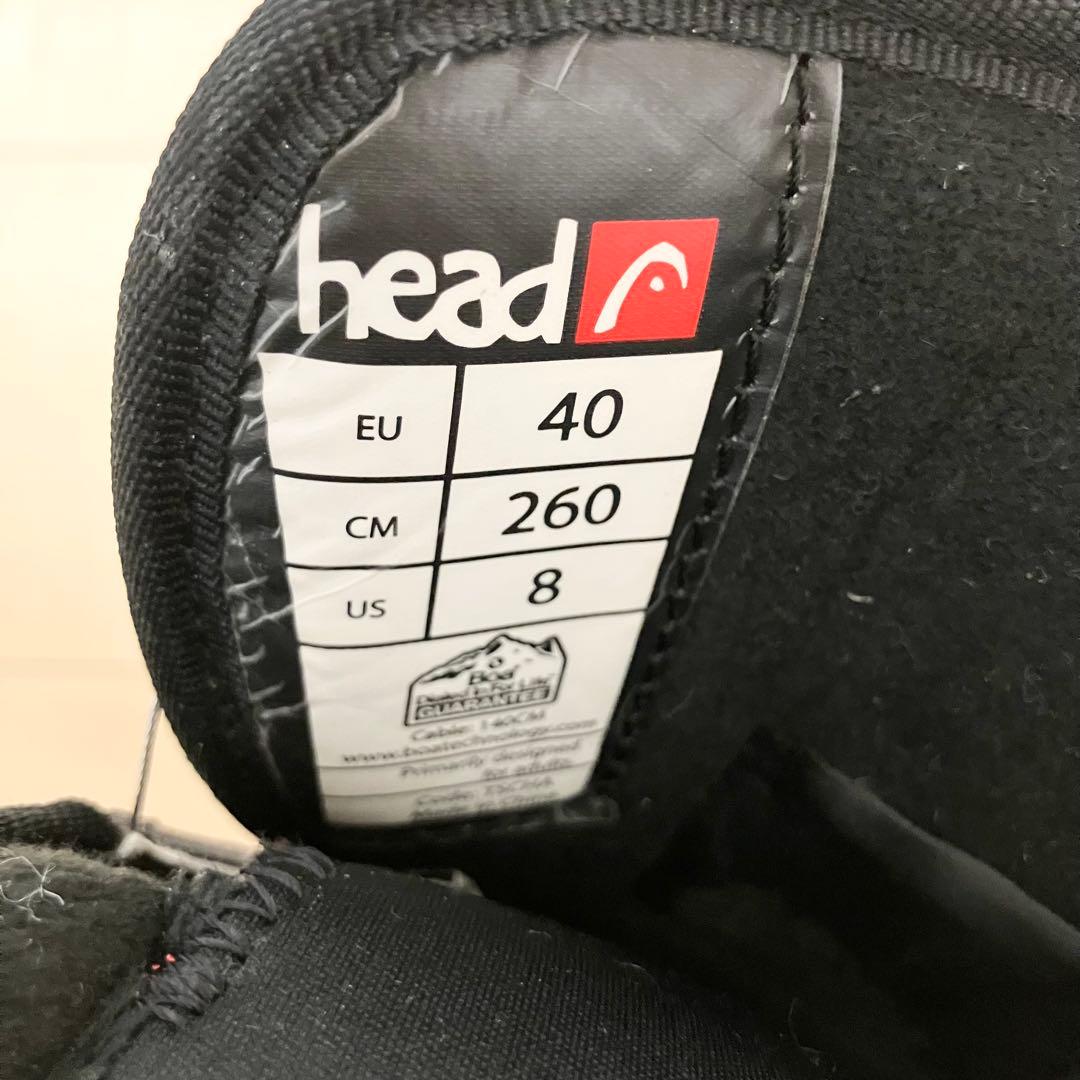 head
EU 40
CM 260
US 8
Boa
GUARANTEE
Cable: 140CM
www.boatechnology.com
Primarily designed
for adults.